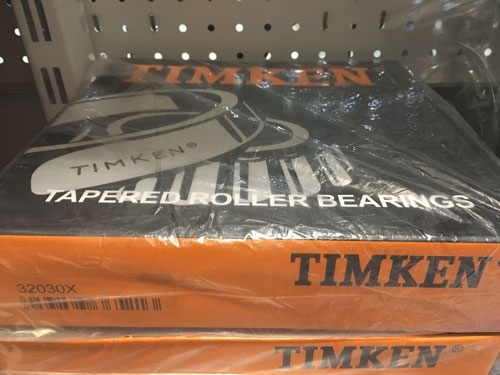 TIMKEN
TIMKEN®
TAPERED ROLLER BEARINGS
TIMKEN
32030X
TIMKEN